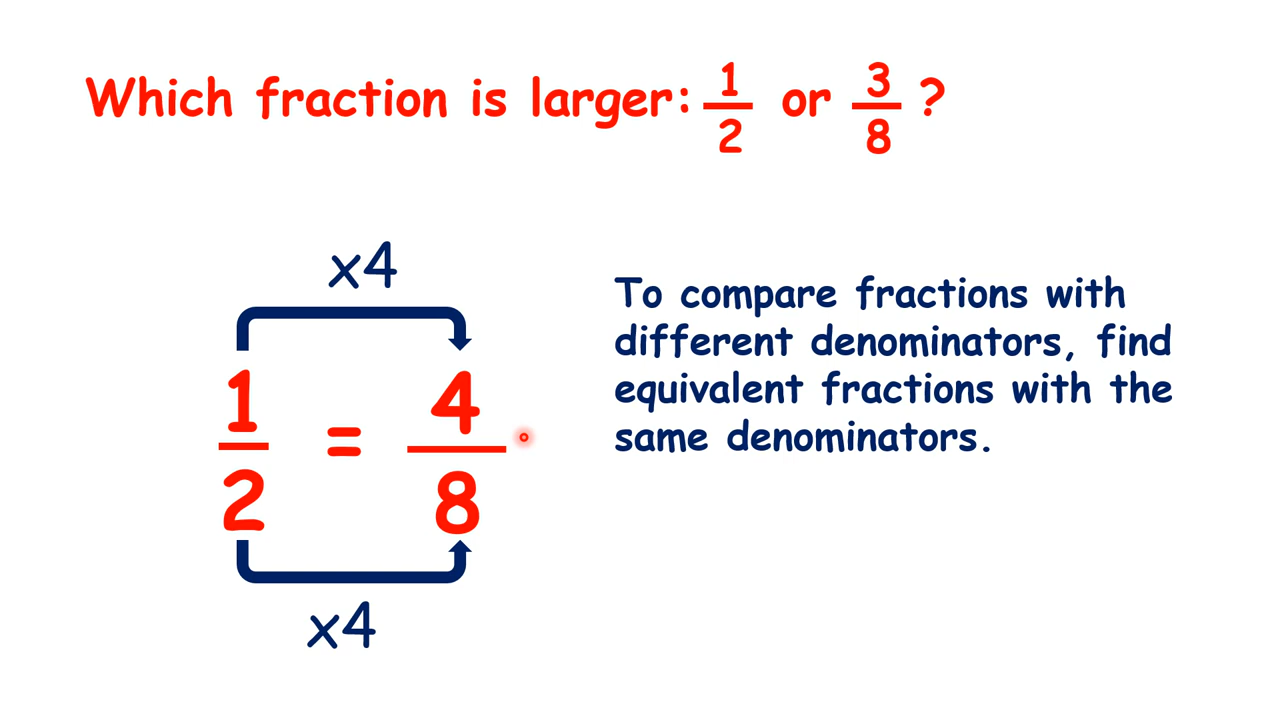 Which fraction is larger: 1/2 or 3/8 ?
x4
1/2 = 4/8
x4
To compare fractions with
different denominators, find
equivalent fractions with the
same denominators.